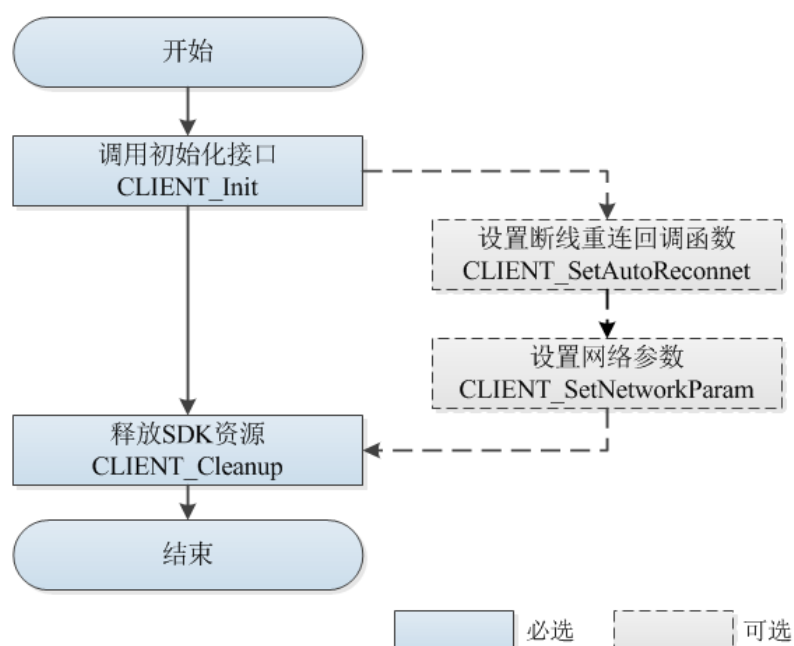 开始
调用初始化接口
CLIENT_Init
设置断线重连回调函数
CLIENT_SetAutoReconnet
设置网络参数
CLIENT_SetNetworkParam
释放SDK资源
CLIENT_Cleanup
结束
必选
可选